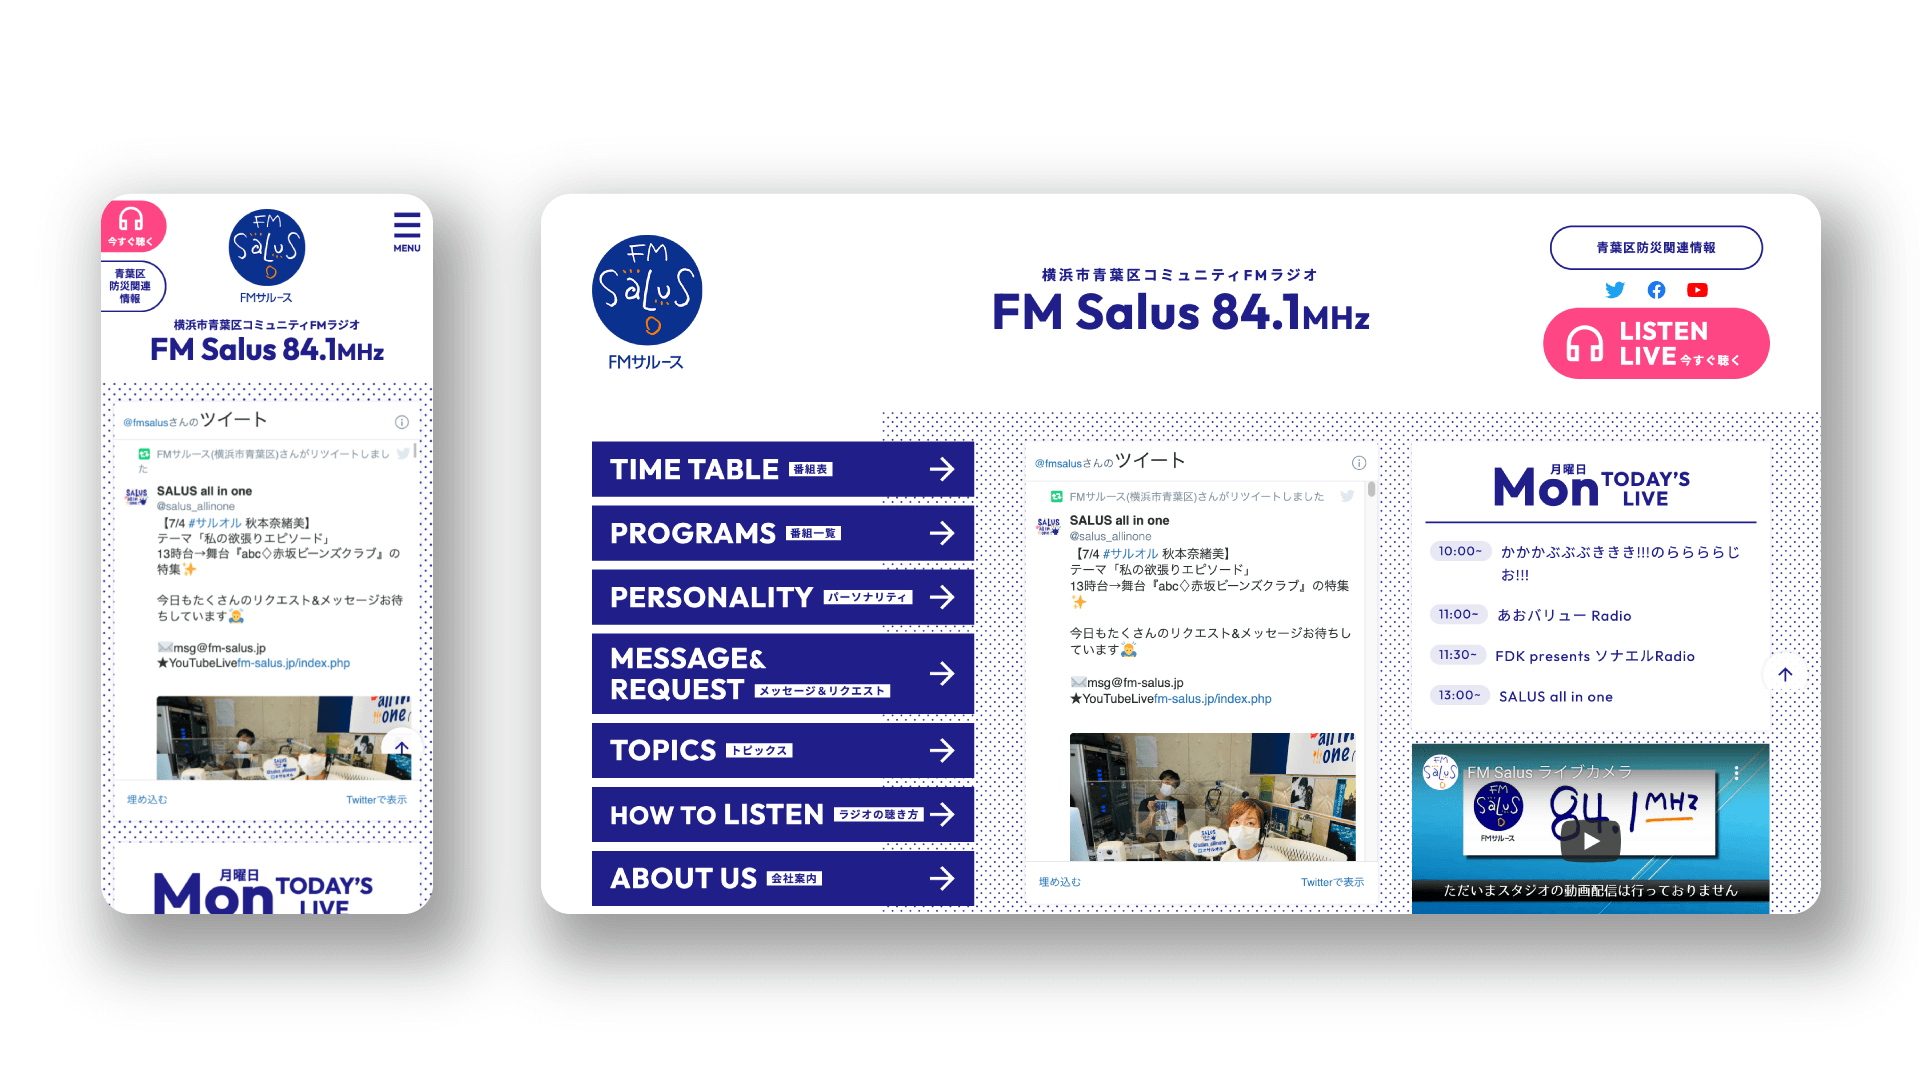 今すぐ聴く
青葉区
防災関連
情報
FM
SaLuS
FMサルース
MENU
横浜市青葉区コミュニティFMラジオ
FM Salus 84.1MHz
@fmsalusさんのツイート
FMサルース(横浜市青葉区)さんがリツイートしまし
た
SALUS all in one
@salus_allinone
【7/4 #サルオル 秋本奈緒美】
テーマ「私の欲張りエピソード」
13時台→舞台『abc♢赤坂ビーンズクラブ』の
特集✨
今日もたくさんのリクエスト&メッセージお待
ちしています
✉msg@fm-salus.jp
★YouTubeLivefm-salus.jp/index.php
all in
one
埋め込む
Twitterで表示
月曜日
Mon TODAY'S
LIVE
FM
SaLuS
FMサルース
横浜市青葉区コミュニティFMラジオ
FM Salus 84.1MHz
青葉区防災関連情報
LISTEN
LIVE 今すぐ聴く
TIME TABLE 番組表
PROGRAMS 番組一覧
PERSONALITY パーソナリティ
MESSAGE&
REQUEST メッセージ＆リクエスト
TOPICS トピックス
HOW TO LISTEN ラジオの聴き方
ABOUT US 会社案内
@fmsalusさんのツイート
FMサルース(横浜市青葉区)さんがリツイートしました
SALUS all in one
@salus_allinone
【7/4 #サルオル 秋本奈緒美】
テーマ「私の欲張りエピソード」
13時台→舞台『abc♢赤坂ビーンズクラブ』の特集
✨
今日もたくさんのリクエスト&メッセージお待ちし
ています
✉msg@fm-salus.jp
★YouTubeLivefm-salus.jp/index.php
all in
one
埋め込む
Twitterで表示
月曜日
Mon TODAY'S
LIVE
10:00~ かかかぶぶぶききき!!!のらららららじ
お!!!
11:00~ あおバリュー Radio
11:30~ FDK presents ソナエルRadio
13:00~ SALUS all in one
FM Salus ライブカメラ
FM
SaLuS
FMサルース
84.1MHz
ただいまスタジオの動画配信は行っておりません